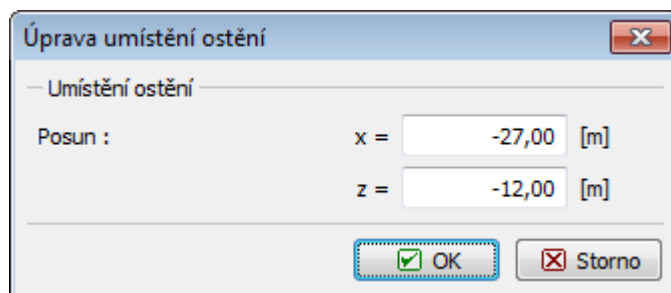 Úprava umístění ostění
Umístění ostění
Posun : x = -27,00 [m]
z = -12,00 [m]
OK Storno